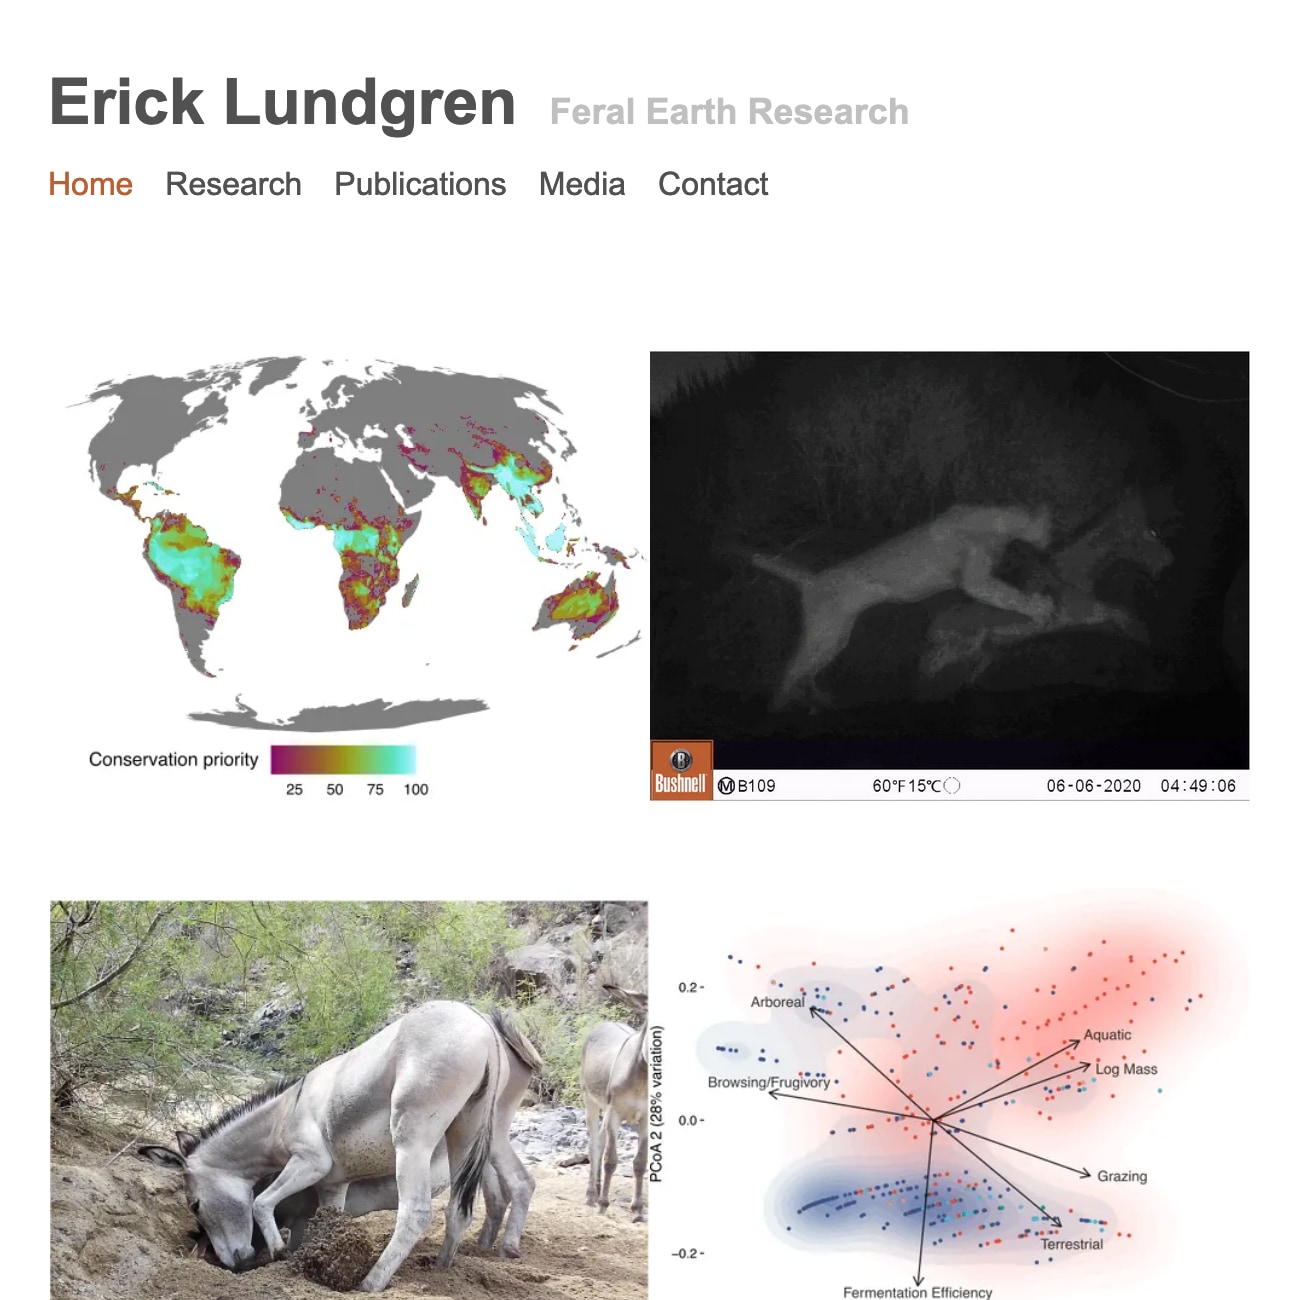 Erick Lundgren Feral Earth Research
Home Research Publications Media Contact
Conservation priority
25 50 75 100
Bushnell
M B109 60°F15°C 06-06-2020 04:49:06
0.2
0.0
-0.2
PCoA 2 (28% variation)
Arboreal
Aquatic
Log Mass
Browsing/Frugivory
Grazing
Terrestrial
Fermentation Efficiency